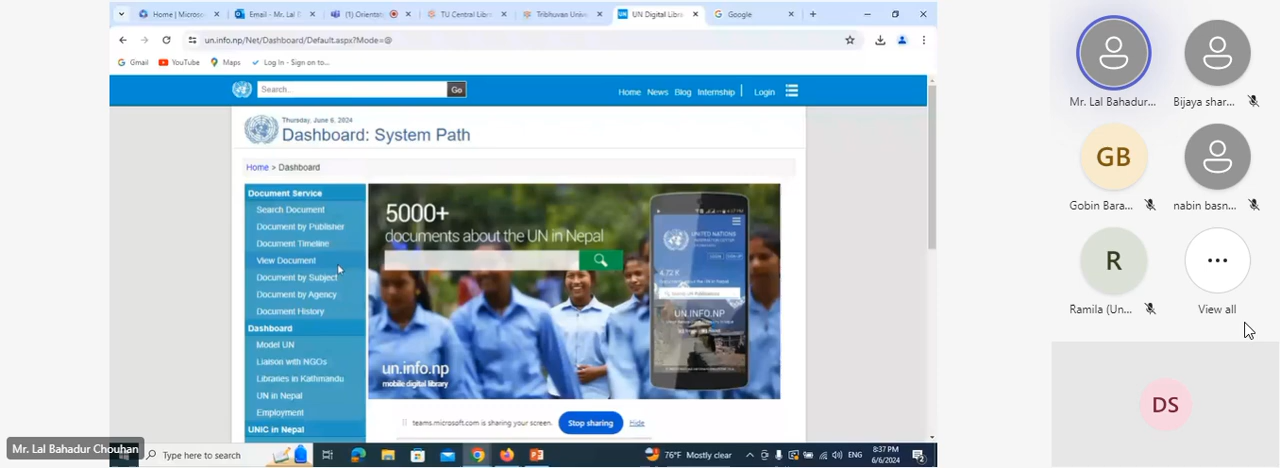 Home | Microso
Email - Mr. Lal B
(1) Orientat
TU Central Libr
Tribhuvan Univ
UN Digital Libra
Google
un.info.np/Net/Dashboard/Default.aspx?Mode=@
Gmail
YouTube
Maps
Log In - Sign on to...
Search..
Go
Home
News
Blog
Internship
Login
Thursday, June 6, 2024
Dashboard: System Path
Home > Dashboard
Document Service
Search Document
Document by Publisher
Document Timeline
View Document
Document by Subject
Document by Agency
Document History
Dashboard
Model UN
Liaison with NGOs
Libraries in Kathmandu
UN in Nepal
Employment
UNIC in Nepal
5000+
documents about the UN in Nepal
un.info.np
mobile digital library
UNITED NATIONS
4.72 K
UN.INFO.NP
teams.microsoft.com is sharing your screen.
Stop sharing
Hide
Type here to search
76°F Mostly clear
ENG
8:37 PM
6/6/2024
Mr. Lal Bahadur Chouhan
Mr. Lal Bahadur...
Bijaya shar...
GB
Gobin Bara...
nabin basn...
R
Ramila (Un...
View all
DS